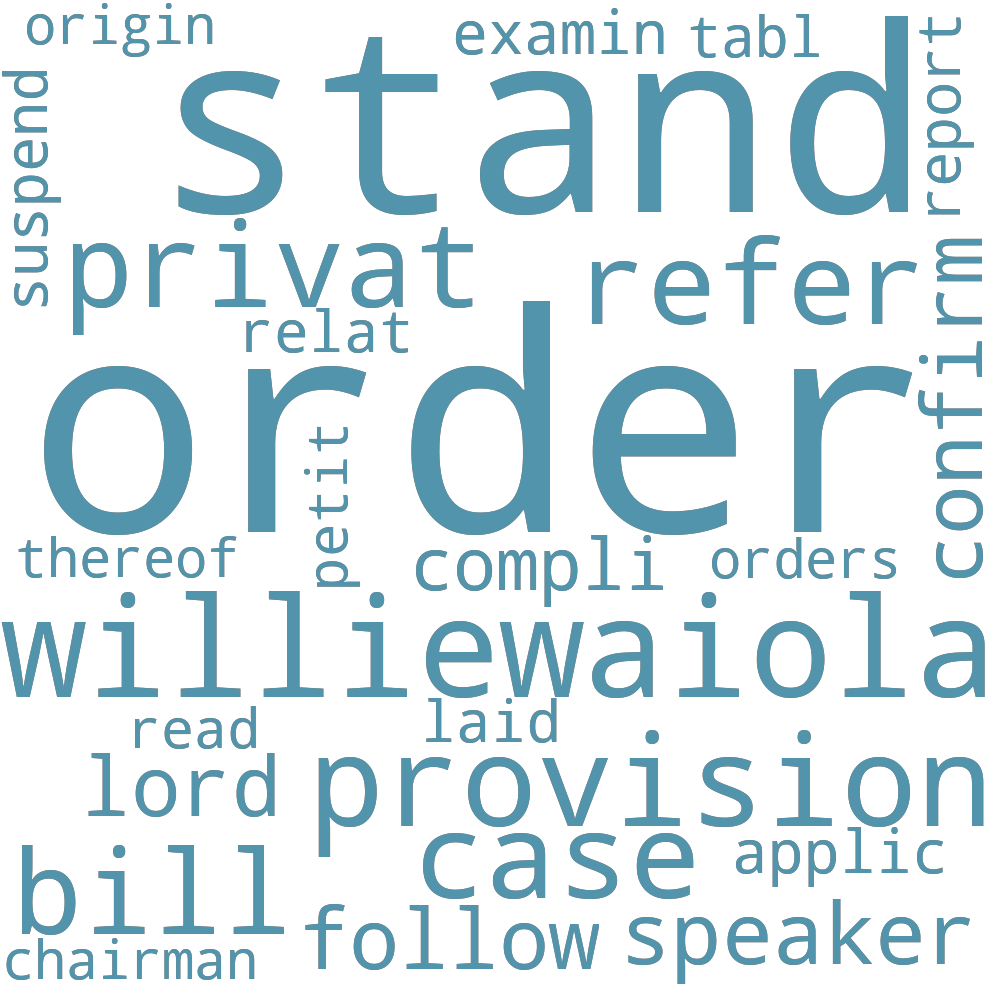 origin
examin
tabl
stand
report
suspend
privat
refer
confirm
relat
order
petit
thereof
compli
orders
williewaiola
read
laid
lord
provision
case
applic
bill
follow
speaker
chairman